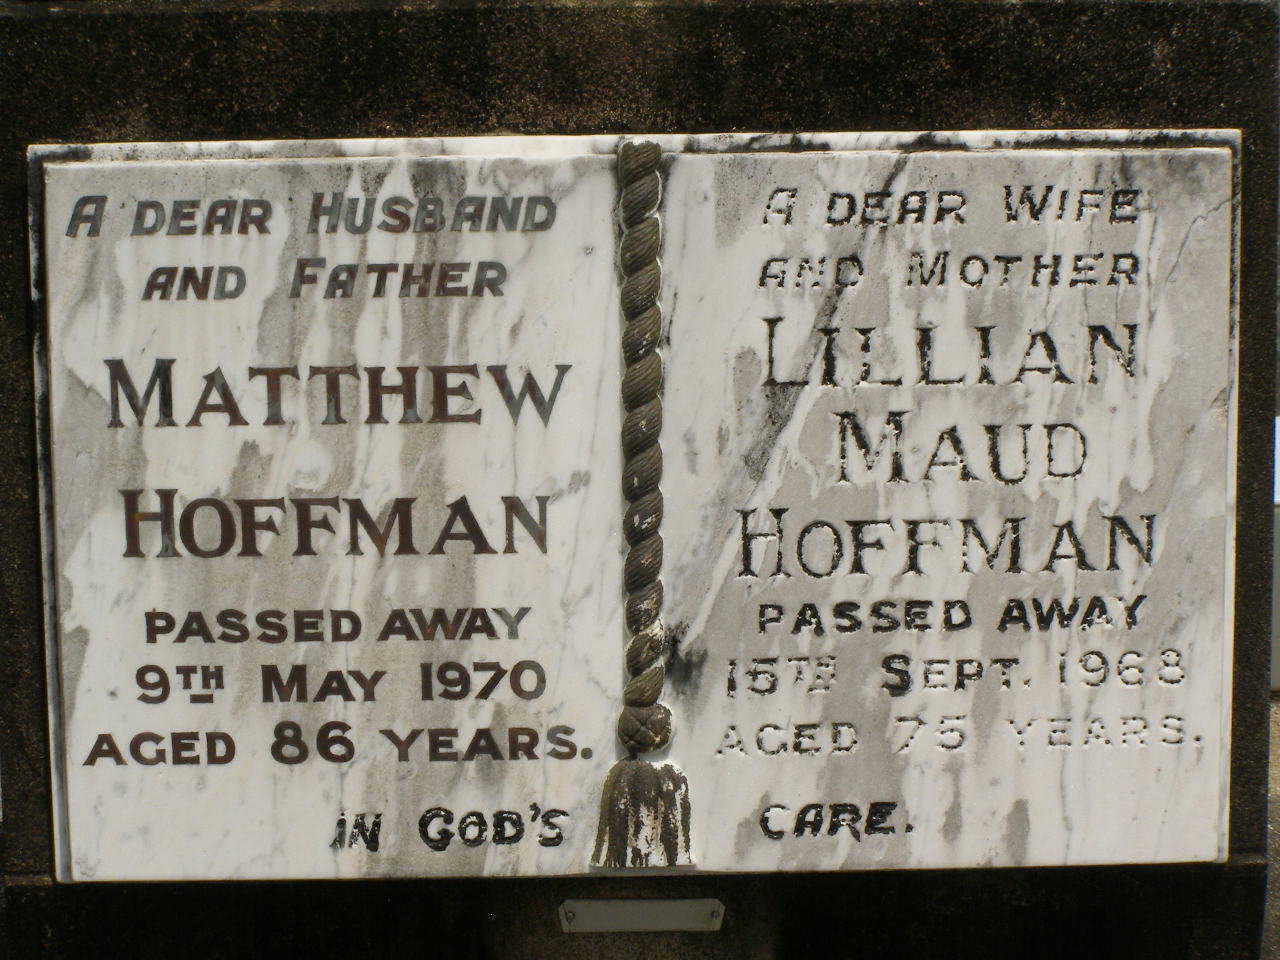 A DEAR HUSBAND
AND FATHER
MATTHEW
HOFFMAN
PASSED AWAY
9TH MAY 1970
AGED 86 YEARS.
A DEAR WIFE
AND MOTHER
LILLIAN
MAUD
HOFFMAN
PASSED AWAY
15TH SEPT. 1968
AGED 75 YEARS.
IN GOD'S CARE.